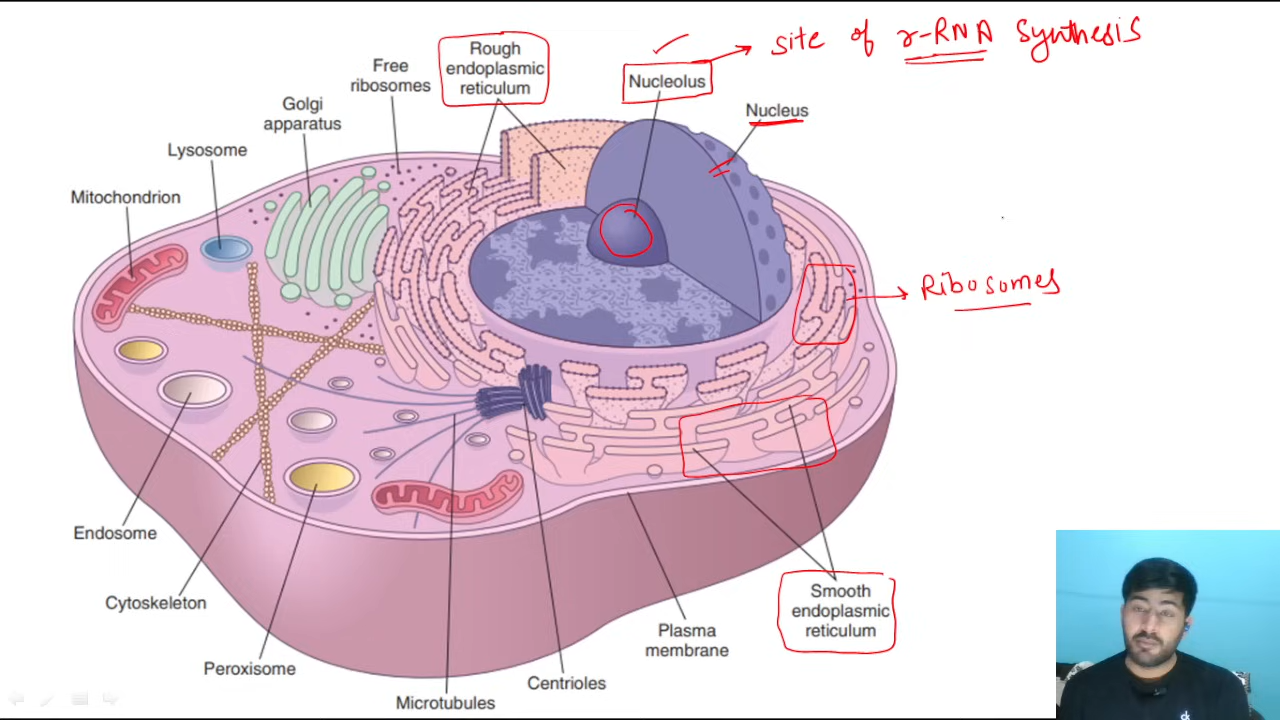 site of r-RNA Synthesis
Rough
endoplasmic
reticulum
Nucleolus
Free
ribosomes
Golgi
apparatus
Nucleus
Lysosome
Mitochondrion
Ribosomes
Endosome
Cytoskeleton
Smooth
endoplasmic
reticulum
Plasma
membrane
Peroxisome
Centrioles
Microtubules